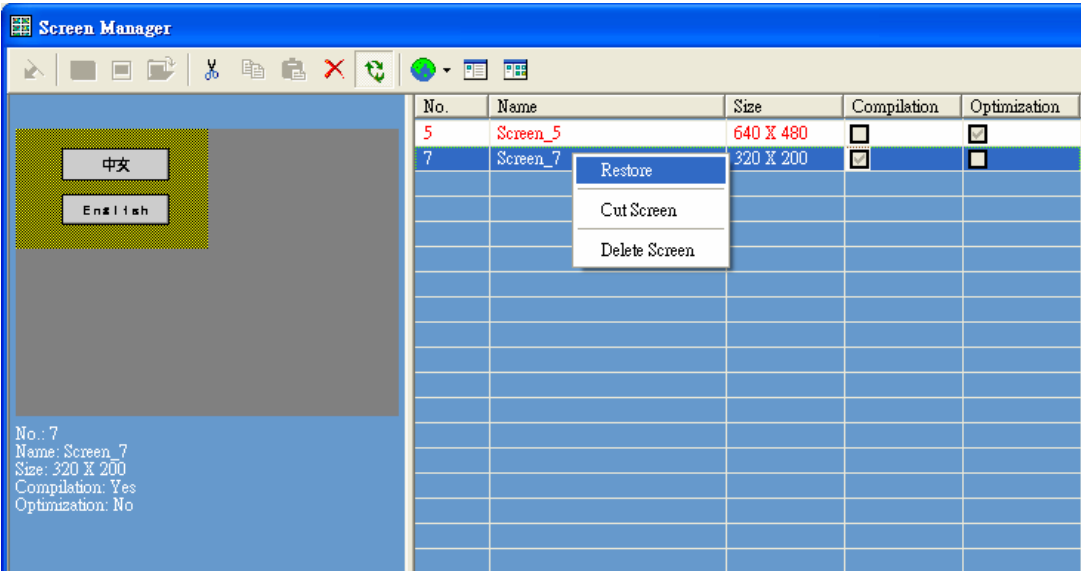 Screen Manager
No. Name Size Compilation Optimization
5 Screen_5 640 X 480
7 Screen_7 320 X 200
Restore
Cut Screen
Delete Screen
中文
English
No.: 7
Name: Screen_7
Size: 320 X 200
Compilation: Yes
Optimization: No